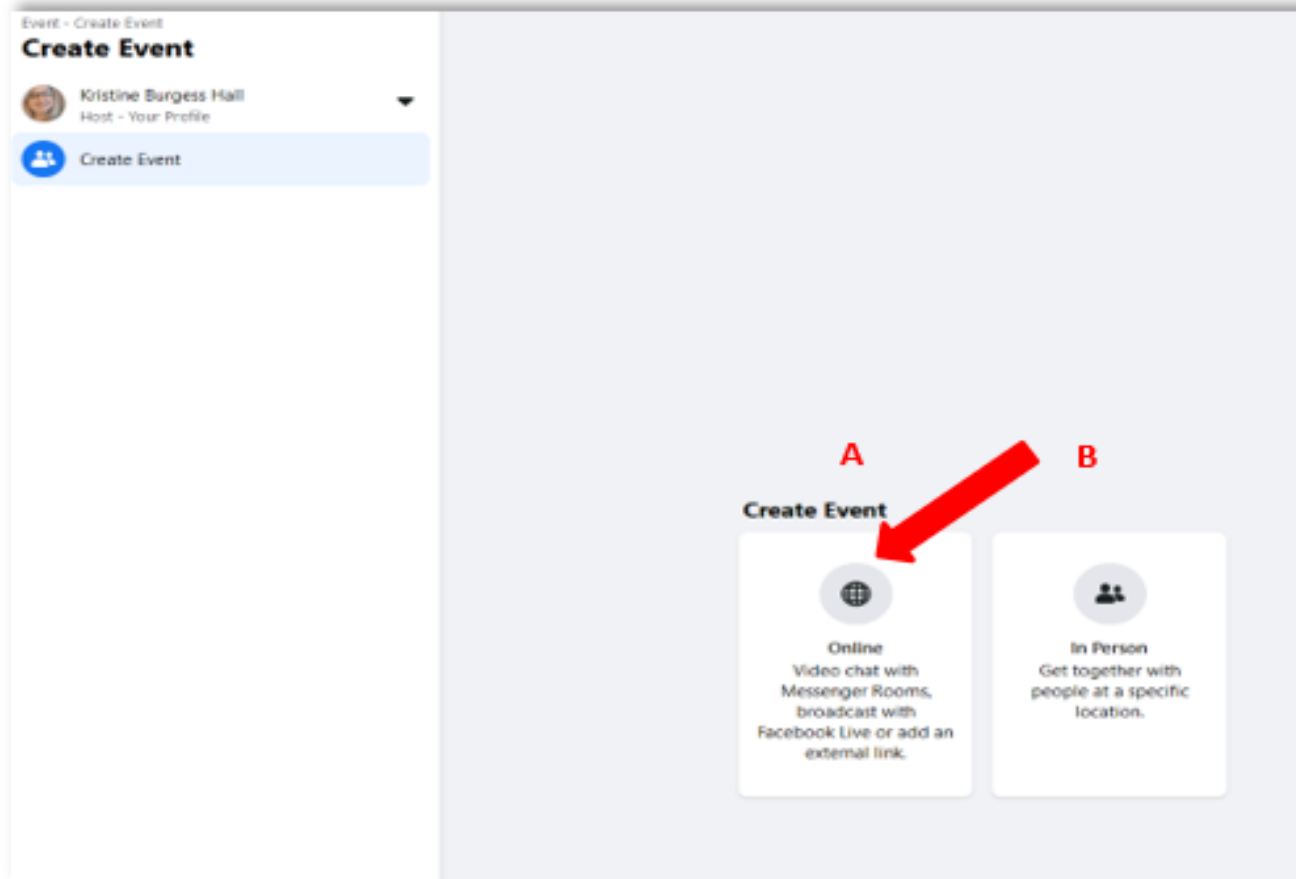 Event - Create Event
Create Event
Kristine Burgess Hall
Host - Your Profile
Create Event
A
B
Create Event
Online
Video chat with
Messenger Rooms,
broadcast with
Facebook Live or add an
external link.
In Person
Get together with
people at a specific
location.